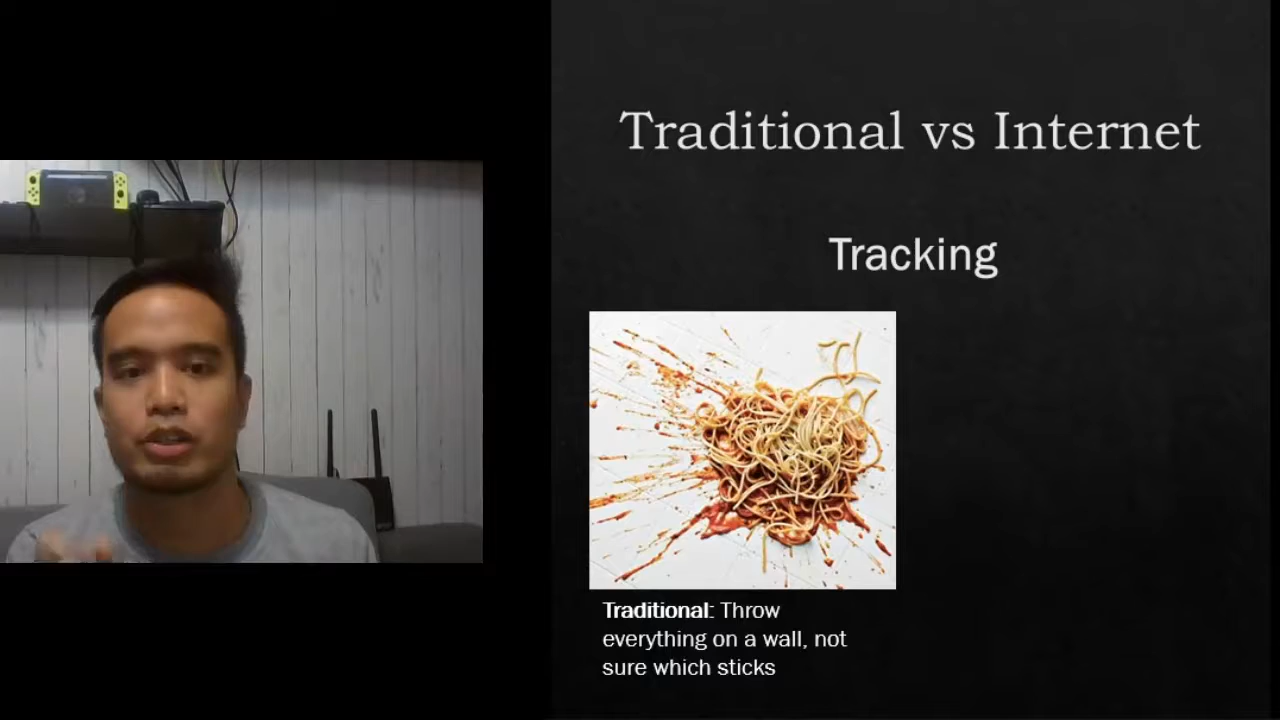 Traditional vs Internet
Tracking
Traditional: Throw
everything on a wall, not
sure which sticks